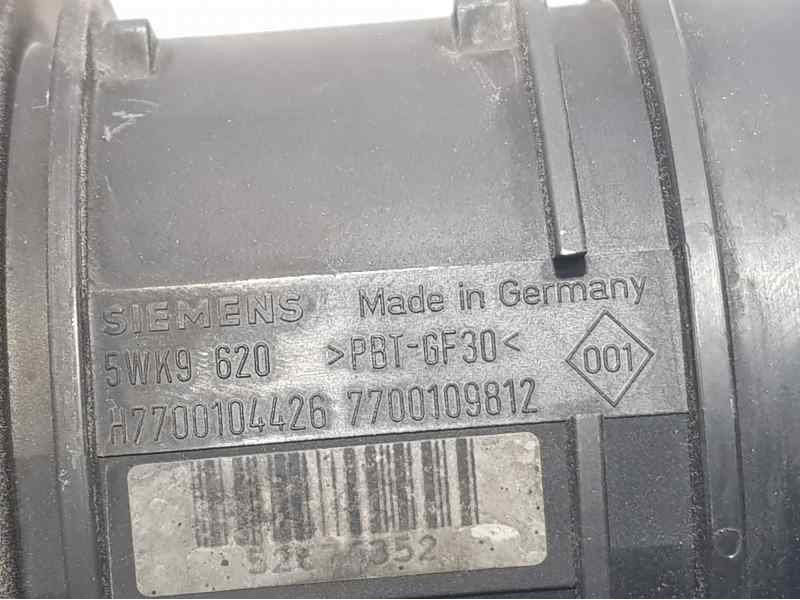 SIEMENS Made in Germany
5WK9 620 >PBT-GF30< 001
H7700104426 7700109812